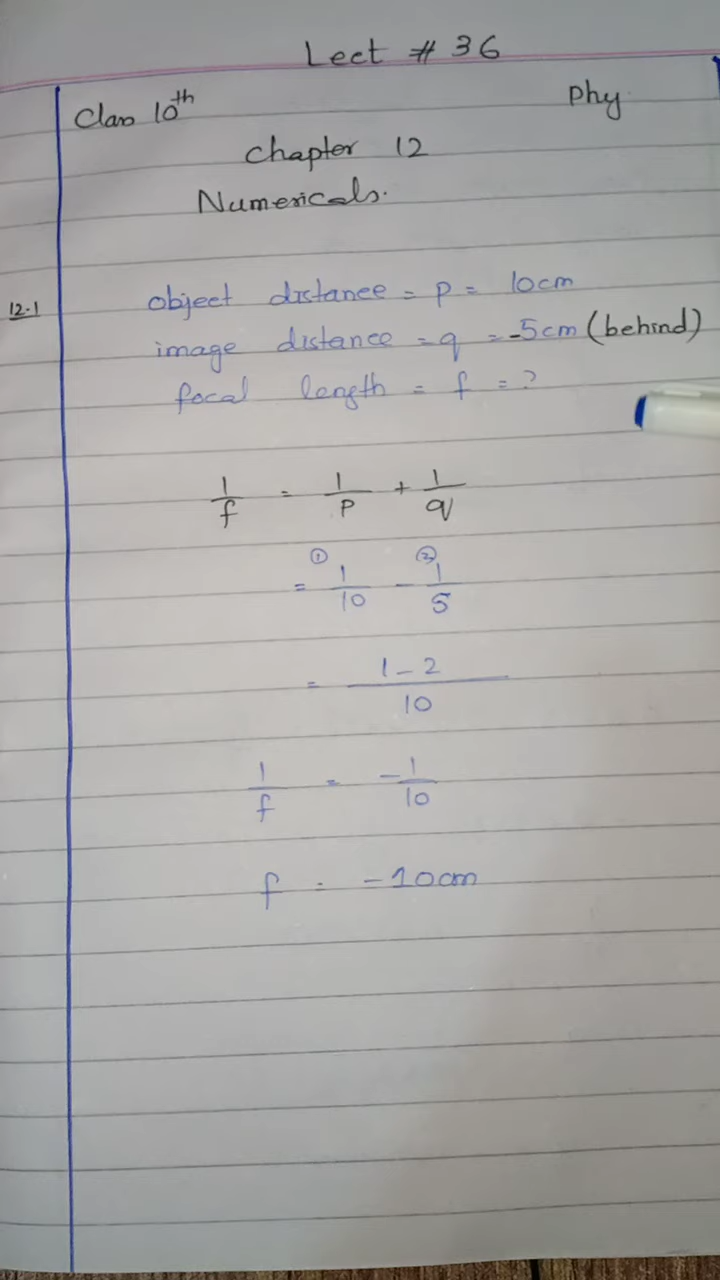 Lect # 36
Class 10th Phy
Chapter 12
Numericals.
12.1 object distance = p = 10cm
image distance = q = -5cm (behind)
focal length = f = ?
1/f = 1/p + 1/q
① ②
= 1/10 - 1/5
= 1-2/10
1/f = -1/10
f = -10cm